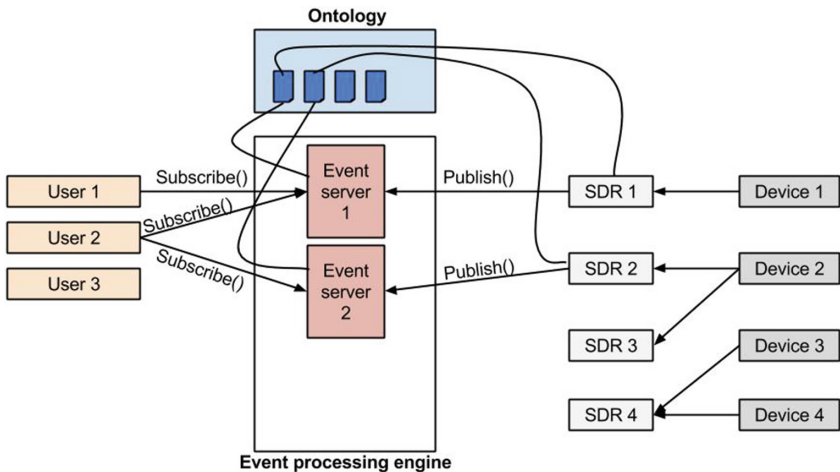 Ontology
User 1
User 2
User 3
Subscribe()
Subscribe()
Subscribe()
Event
server
1
Event
server
2
Publish()
Publish()
SDR 1
SDR 2
SDR 3
SDR 4
Device 1
Device 2
Device 3
Device 4
Event processing engine